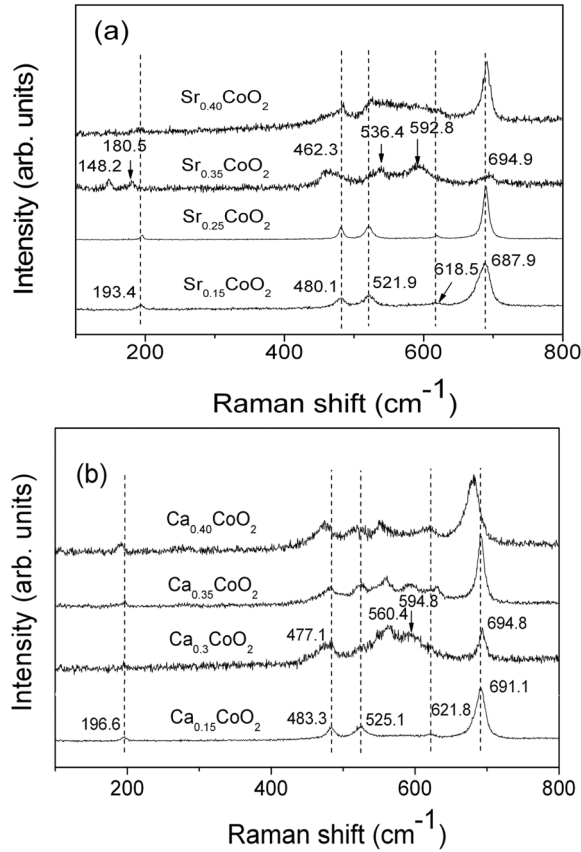 (a)
Sr0.40CoO2
180.5
148.2
462.3
536.4
592.8
694.9
Sr0.35CoO2
Sr0.25CoO2
687.9
618.5
193.4
Sr0.15CoO2
480.1
521.9
Intensity (arb. units)
200 400 600 800
Raman shift (cm-1)
(b)
Ca0.40CoO2
Ca0.35CoO2
594.8
560.4
477.1
694.8
Ca0.3CoO2
691.1
621.8
196.6
Ca0.15CoO2
483.3
525.1
Intensity (arb. units)
200 400 600 800
Raman shift (cm-1)